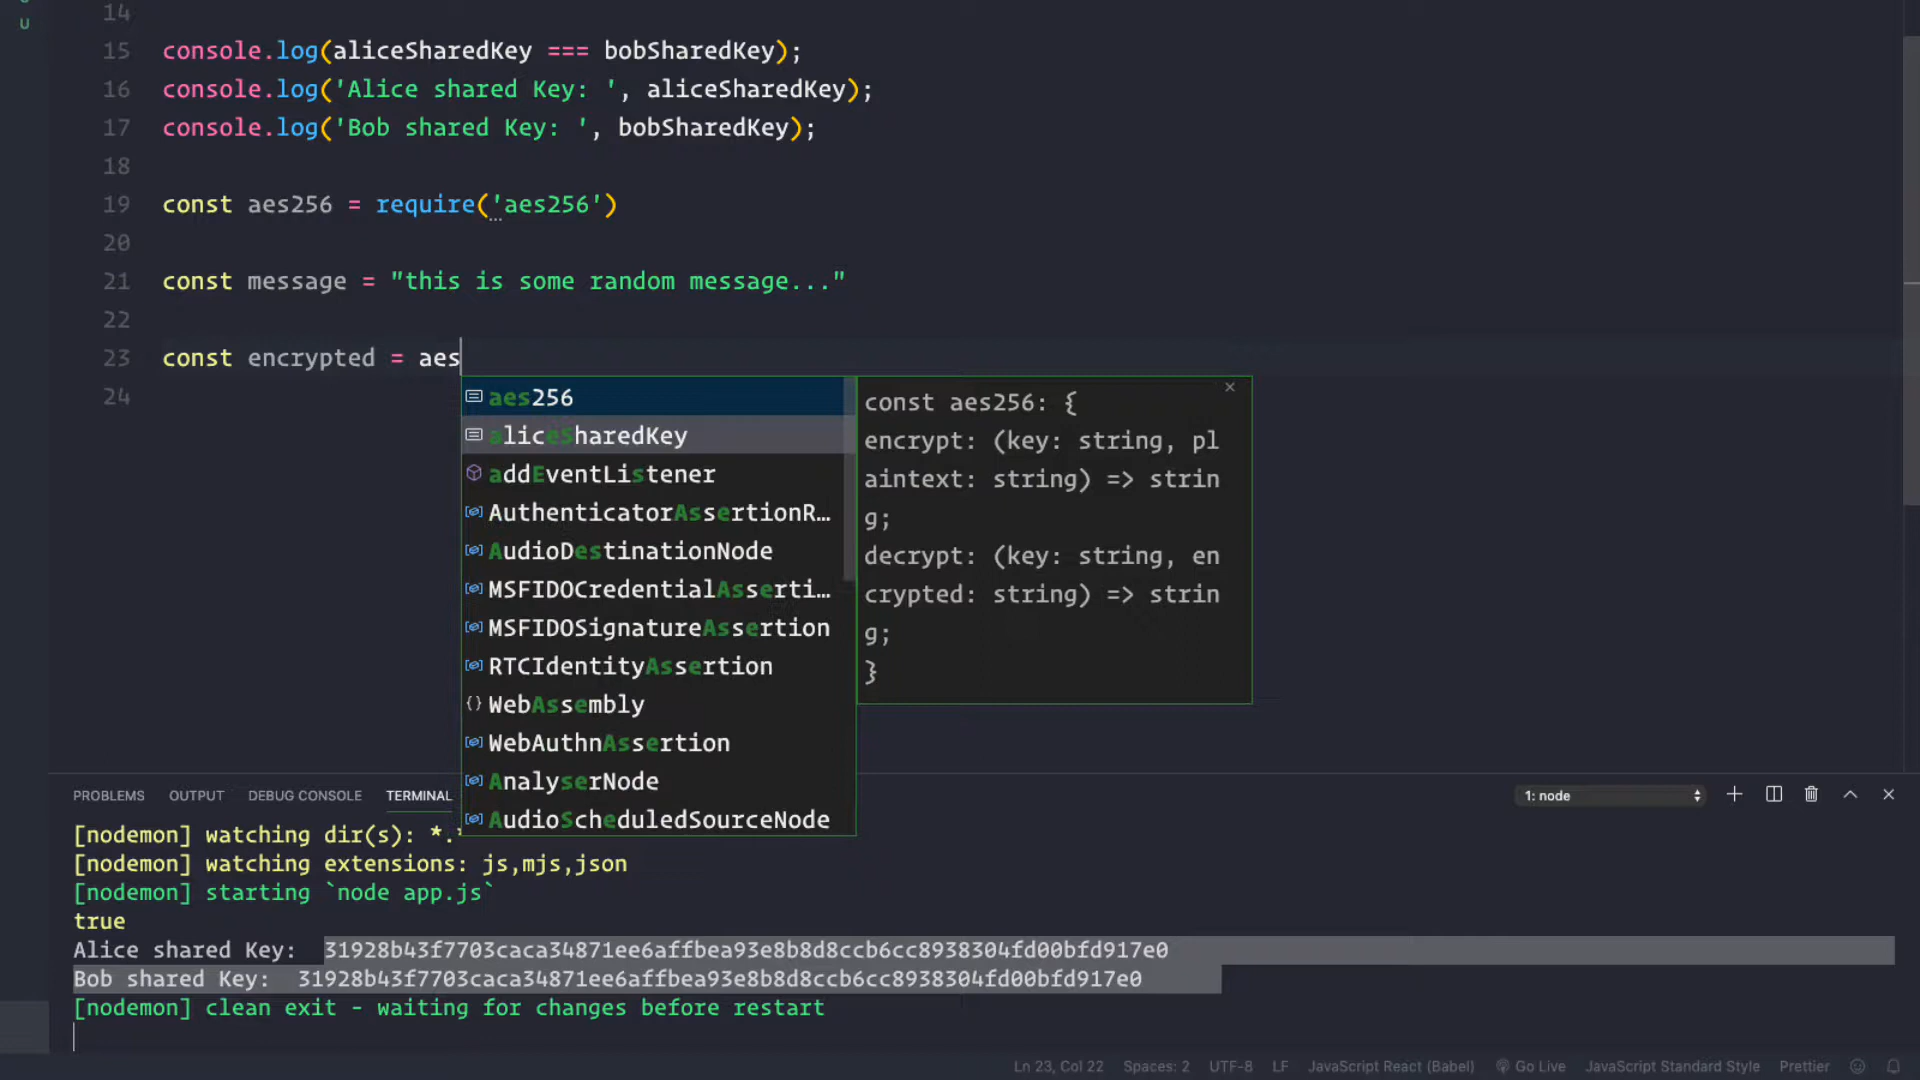 U
14
15 console.log(aliceSharedKey === bobSharedKey);
16 console.log('Alice shared Key: ', aliceSharedKey);
17 console.log('Bob shared Key: ', bobSharedKey);
18
19 const aes256 = require('aes256')
20
21 const message = "this is some random message..."
22
23 const encrypted = aes
24
aes256
aliceSharedKey
addEventListener
AuthenticatorAssertionR…
AudioDestinationNode
MSFIDOCredentialAsserti…
MSFIDOSignatureAssertion
RTCIdentityAssertion
WebAssembly
WebAuthnAssertion
AnalyserNode
AudioScheduledSourceNode
const aes256: {
encrypt: (key: string, pl
aintext: string) => strin
g;
decrypt: (key: string, en
crypted: string) => strin
g;
}
PROBLEMS OUTPUT DEBUG CONSOLE TERMINAL 1: node
[nodemon] watching dir(s): *.*
[nodemon] watching extensions: js,mjs,json
[nodemon] starting `node app.js`
true
Alice shared Key:  31928b43f7703caca34871ee6affbea93e8b8d8ccb6cc8938304fd00bfd917e0
Bob shared Key:  31928b43f7703caca34871ee6affbea93e8b8d8ccb6cc8938304fd00bfd917e0
[nodemon] clean exit - waiting for changes before restart
Ln 23, Col 22 Spaces: 2 UTF-8 LF JavaScript React (Babel) Go Live JavaScript Standard Style Prettier